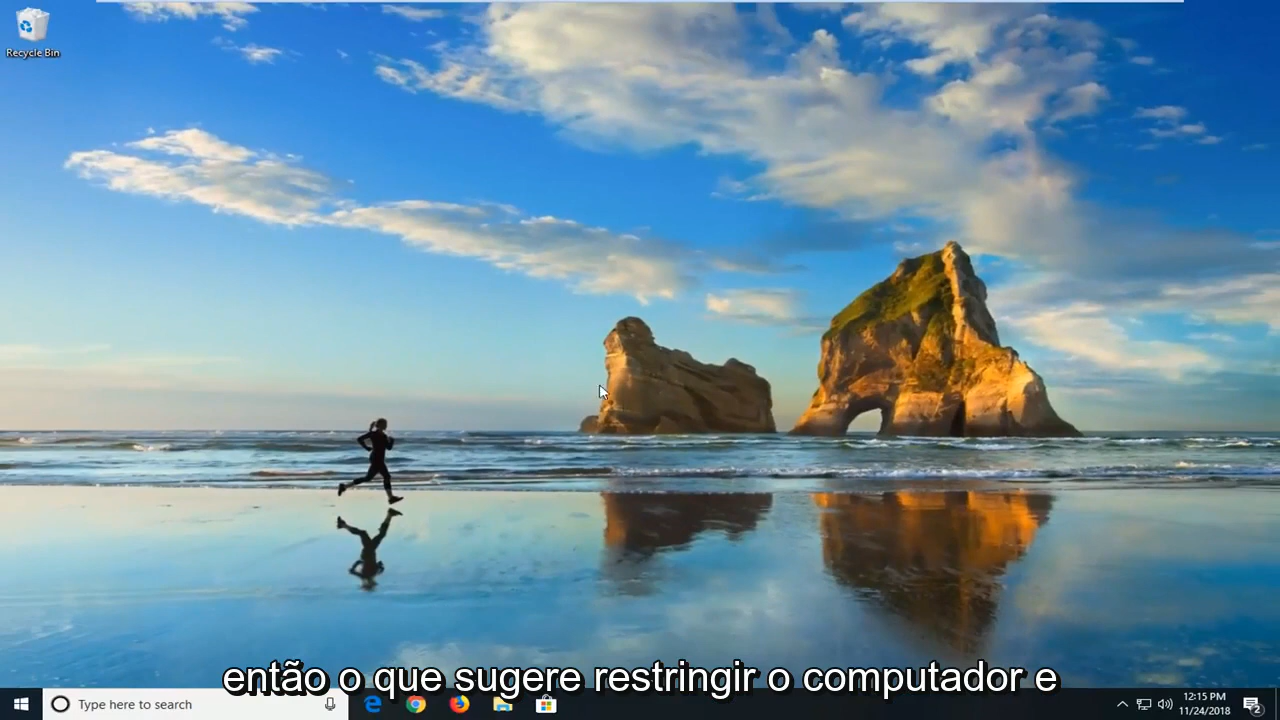 Recycle Bin
então o que sugere restringir o computador e
Type here to search
12:15 PM
11/24/2018
2